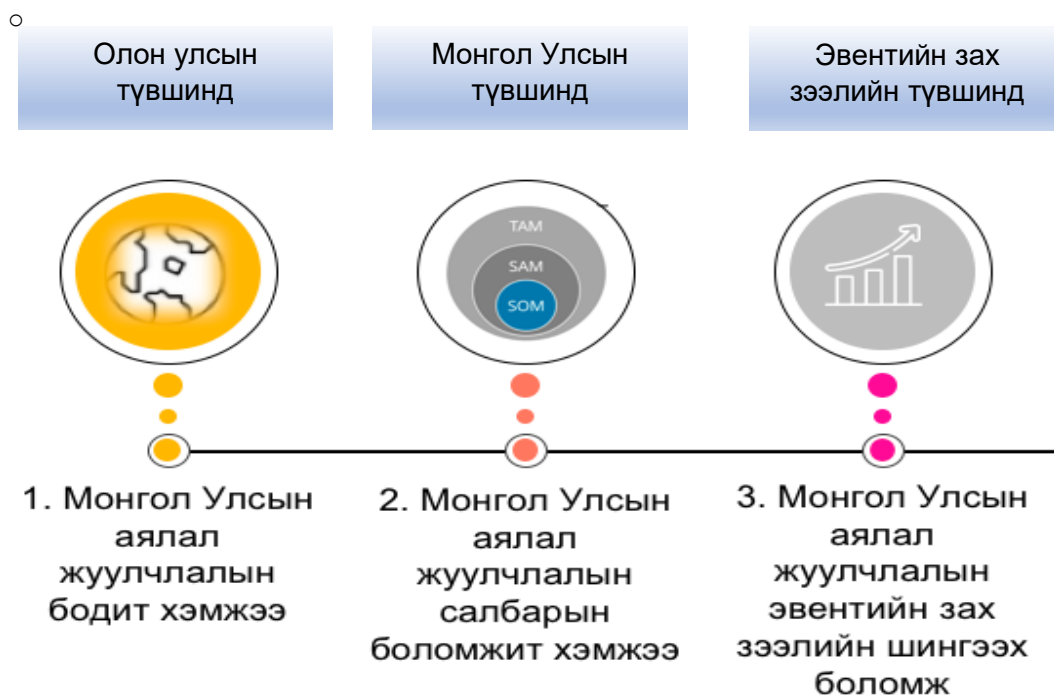 Олон улсын
түвшинд
Монгол Улсын
түвшинд
Эвентийн зах
зээлийн түвшинд
TAM
SAM
SOM
1. Монгол Улсын
аялал
жуулчлалын
бодит хэмжээ
2. Монгол Улсын
аялал
жуулчлалын
салбарын
боломжит хэмжээ
3. Монгол Улсын
аялал
жуулчлалын
эвентийн зах
зээлийн шингээх
боломж